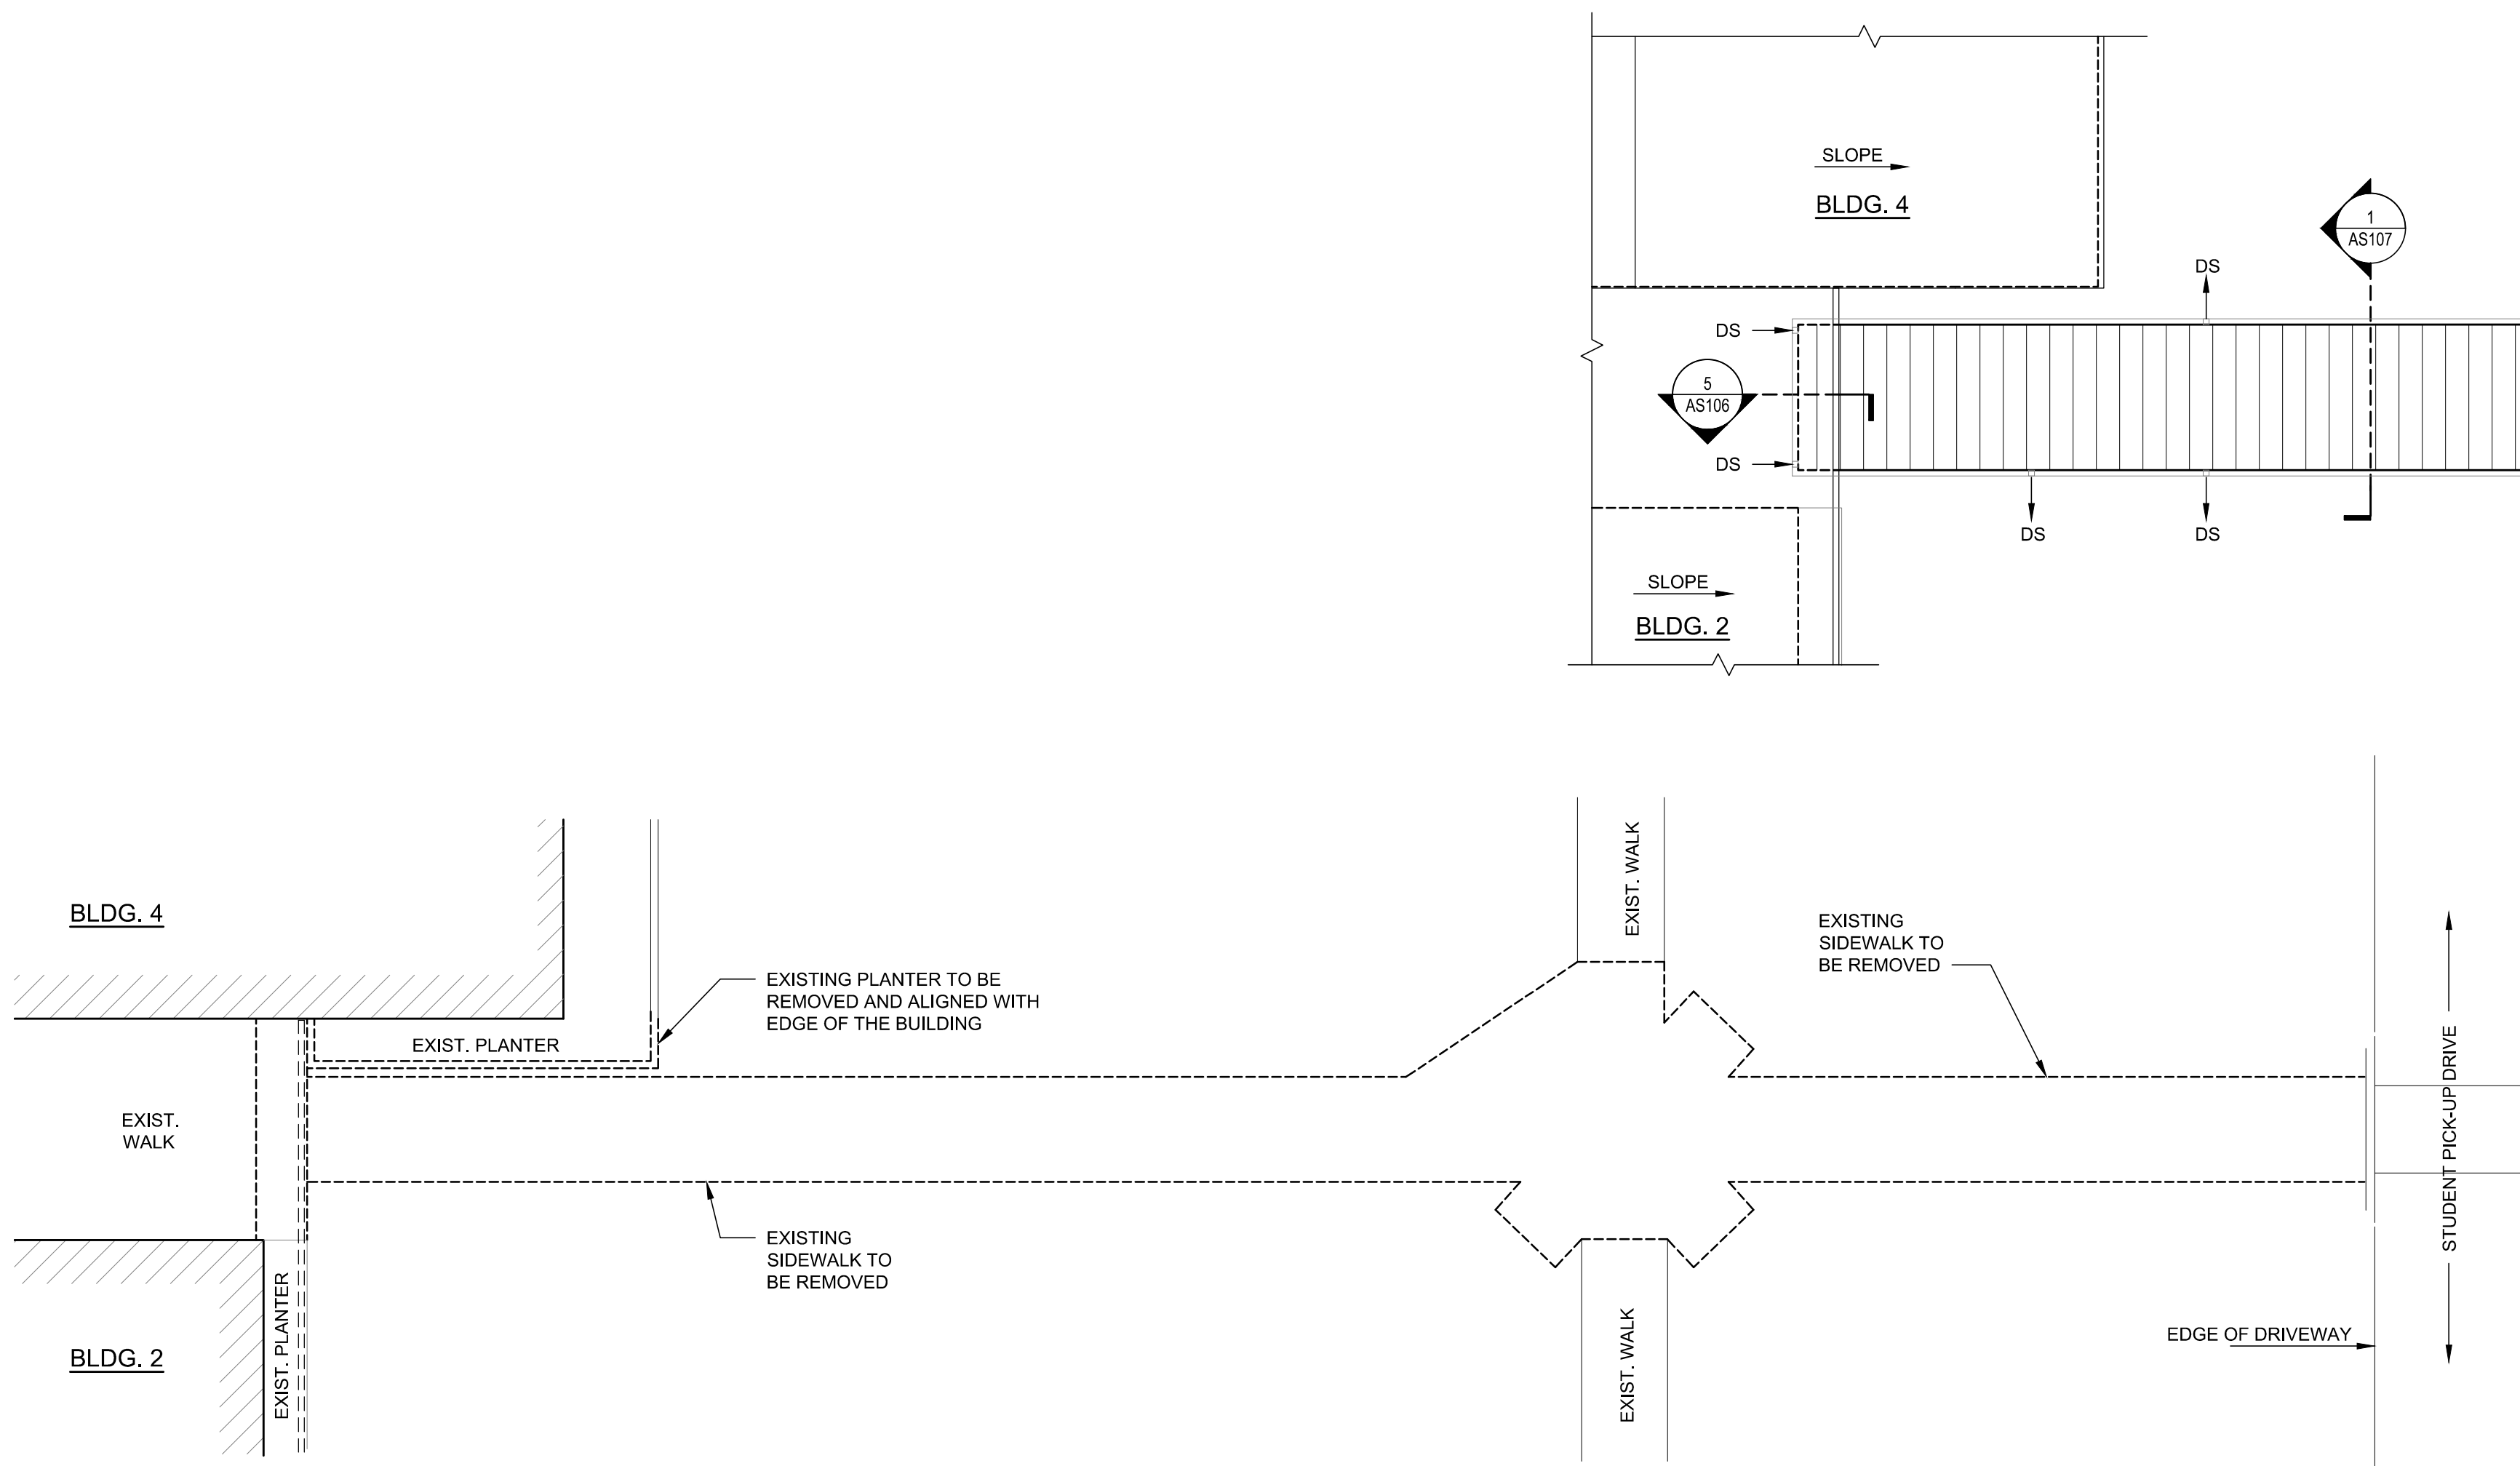 SLOPE
BLDG. 4
1
AS107
DS
DS
5
AS106
DS
DS
DS
SLOPE
BLDG. 2
BLDG. 4
EXIST. WALK
EXISTING
SIDEWALK TO
BE REMOVED
EXISTING PLANTER TO BE
REMOVED AND ALIGNED WITH
EDGE OF THE BUILDING
EXIST. PLANTER
EXIST.
WALK
STUDENT PICK-UP DRIVE
EXISTING
SIDEWALK TO
BE REMOVED
EXIST. PLANTER
BLDG. 2
EXIST. WALK
EDGE OF DRIVEWAY